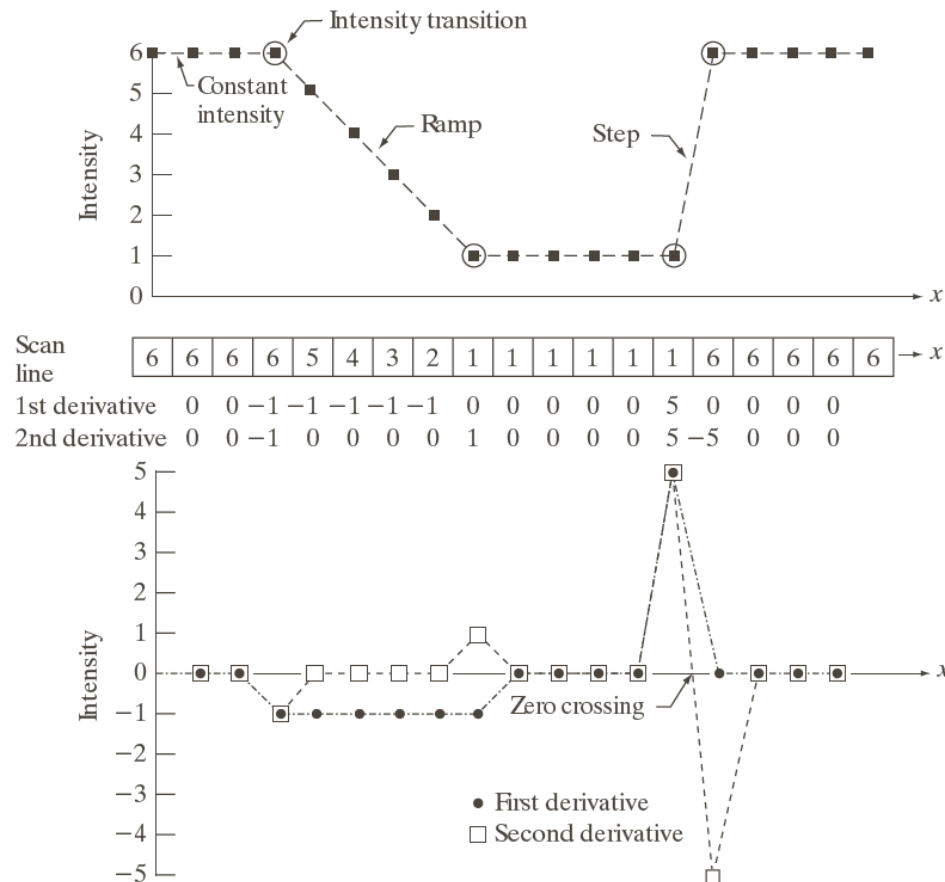 Intensity transition
6
Constant
intensity
5
Ramp
Step
4
3
2
1
0
Intensity
x
Scan
line
6 6 6 6 5 4 3 2 1 1 1 1 1 1 6 6 6 6 6 x
1st derivative 0 0 −1 −1 −1 −1 −1 0 0 0 0 0 5 0 0 0 0
2nd derivative 0 0 −1 0 0 0 0 1 0 0 0 0 5 −5 0 0 0
5
4
3
2
1
0
x
Zero crossing
−1
−2
−3
−4
−5
Intensity
First derivative
Second derivative